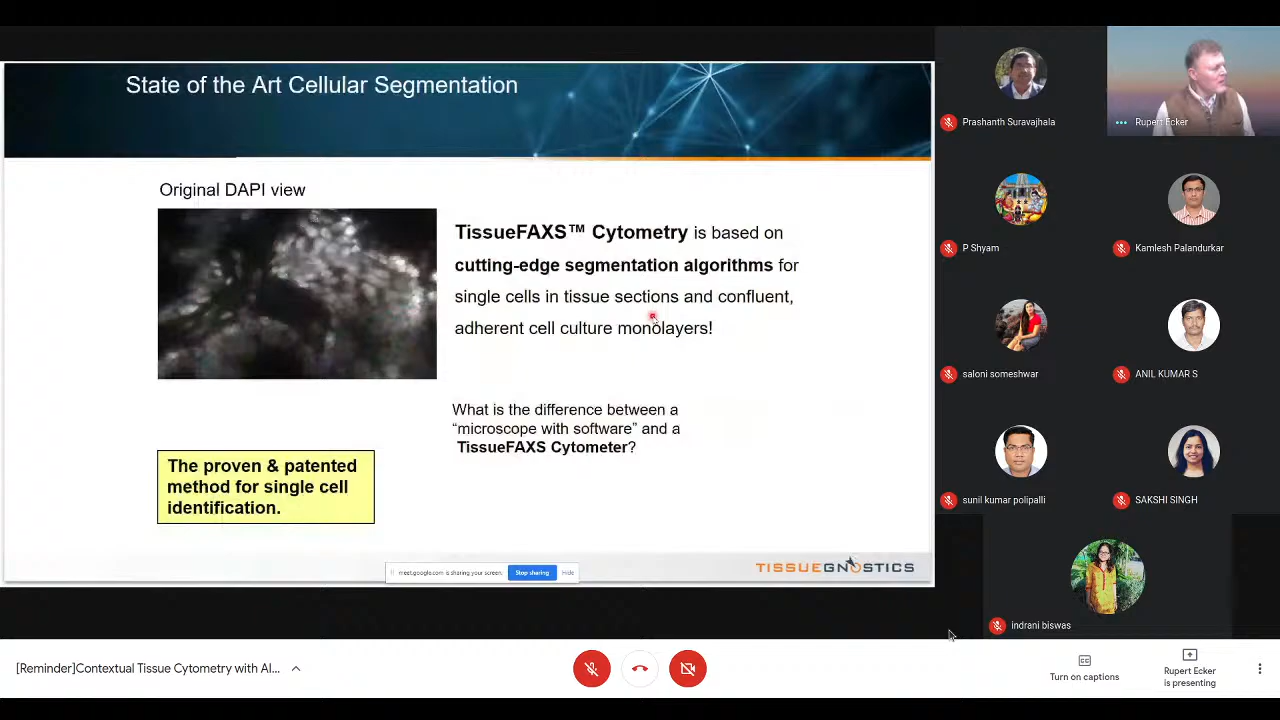 State of the Art Cellular Segmentation
Original DAPI view
TissueFAXS™ Cytometry is based on
cutting-edge segmentation algorithms for
single cells in tissue sections and confluent,
adherent cell culture monolayers!
What is the difference between a
“microscope with software” and a
TissueFAXS Cytometer?
The proven & patented
method for single cell
identification.
meet.google.com is sharing your screen.
Stop sharing
Hide
TISSUEGNOSTICS
Prashanth Suravajhala
Rupert Ecker
P Shyam
Kamlesh Palandurkar
saloni someshwar
ANIL KUMAR S
sunil kumar polipalli
SAKSHI SINGH
indrani biswas
[Reminder]Contextual Tissue Cytometry with AI...
Turn on captions
Rupert Ecker
is presenting